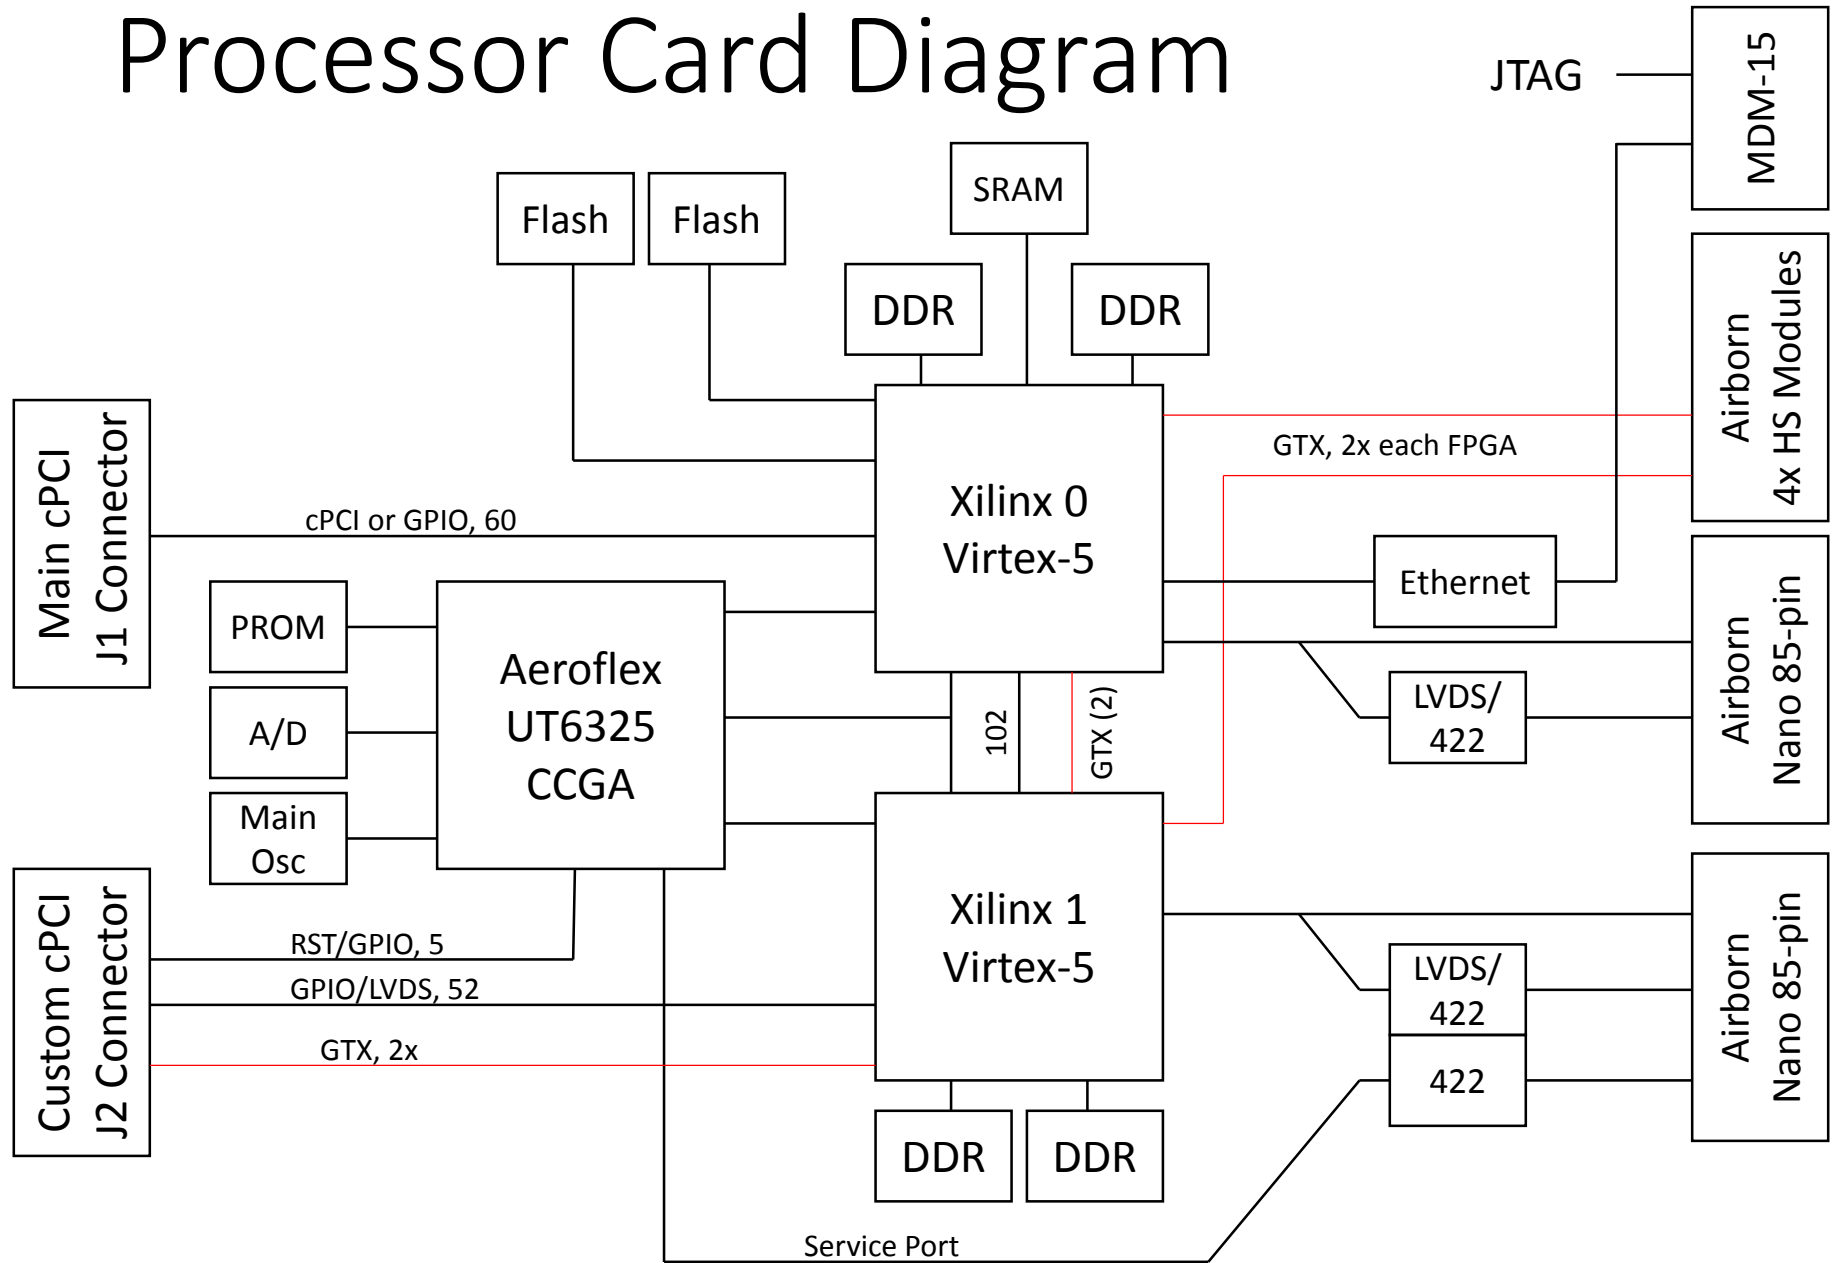 Processor Card Diagram
JTAG
MDM-15
SRAM
Flash
Flash
DDR
DDR
Airborn
4x HS Modules
Main cPCI
J1 Connector
GTX, 2x each FPGA
cPCI or GPIO, 60
Xilinx 0
Virtex-5
Ethernet
PROM
Aeroflex
UT6325
CCGA
A/D
Main
Osc
102
GTX (2)
LVDS/
422
Airborn
Nano 85-pin
Custom cPCI
J2 Connector
RST/GPIO, 5
GPIO/LVDS, 52
GTX, 2x
Xilinx 1
Virtex-5
LVDS/
422
422
Airborn
Nano 85-pin
DDR
DDR
Service Port